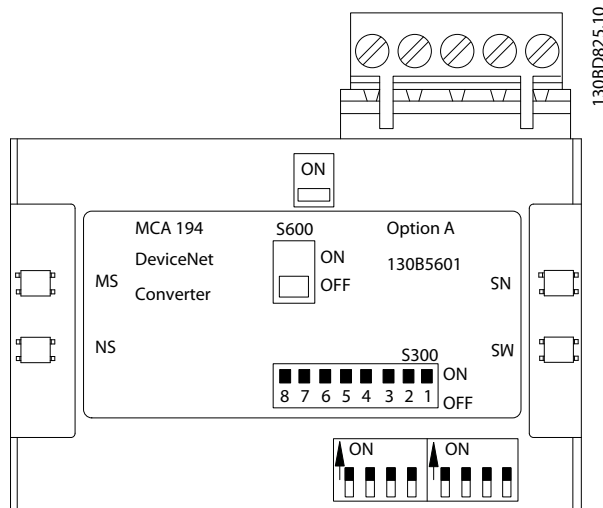 130BD825.10
ON
MCA 194 S600 Option A
DeviceNet ON 130B5601
Converter OFF
MS SN
NS SM
S300
ON
8 7 6 5 4 3 2 1
OFF
ON ON